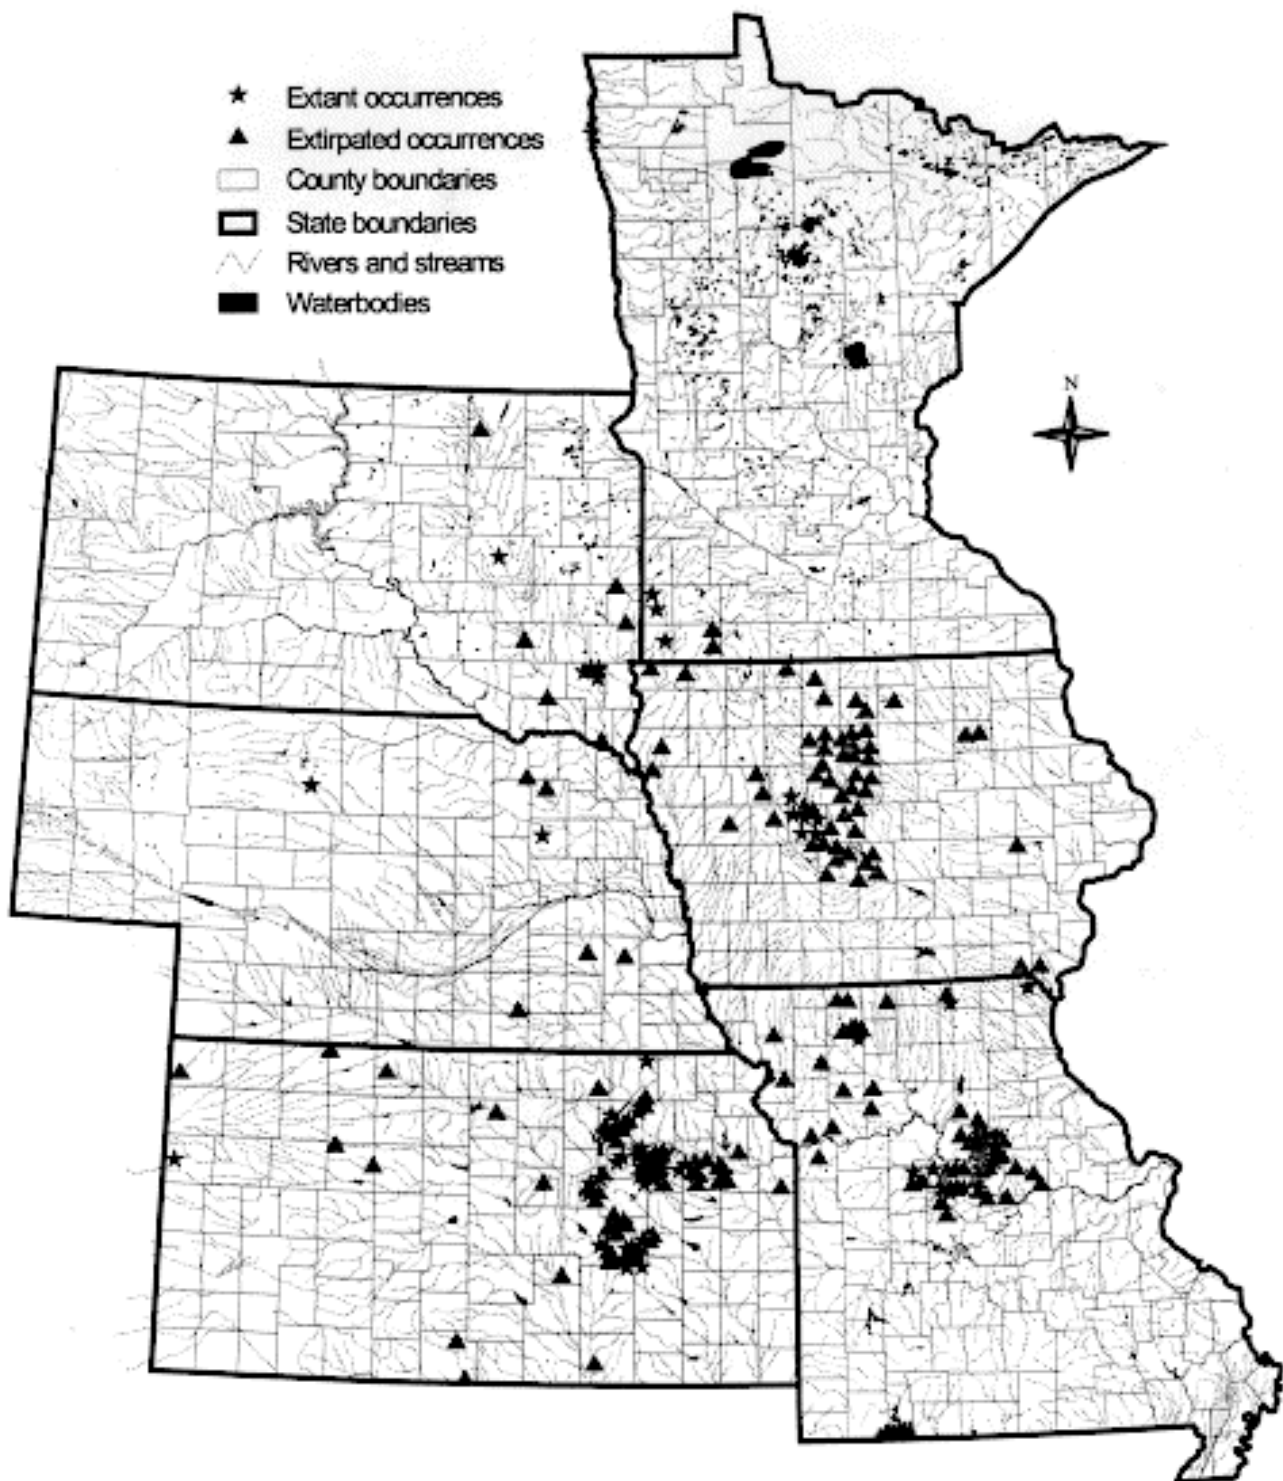 Extant occurrences
Extirpated occurrences
County boundaries
State boundaries
Rivers and streams
Waterbodies
N